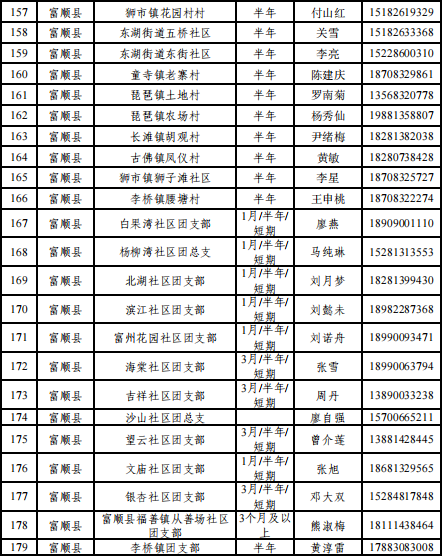 157 富顺县 狮市镇花园村村 半年 付山红 15182619329
158 富顺县 东湖街道五桥社区 半年 关雪 15182633368
159 富顺县 东湖街道东街社区 半年 李亮 15228600310
160 富顺县 童寺镇老寨村 半年 陈建庆 18708329861
161 富顺县 琵琶镇土地村 半年 罗南菊 13568320778
162 富顺县 琵琶镇农场村 半年 杨秀仙 19881358807
163 富顺县 长滩镇胡观村 半年 尹绪梅 18281382038
164 富顺县 古佛镇凤仪村 半年 黄敏 18280738428
165 富顺县 狮市镇狮子滩社区 半年 李星 18708325727
166 富顺县 李桥镇腰塘村 半年 王申桃 18708322274
167 富顺县 白果湾社区团支部 1月/半年/短期 廖燕 18909001110
168 富顺县 杨柳湾社区团总支 1月/半年/短期 马纯琳 15281313553
169 富顺县 北湖社区团支部 1月/半年/短期 刘月梦 18281399430
170 富顺县 滨江社区团支部 1月/半年/短期 刘懿未 18982287368
171 富顺县 富州花园社区团支部 1月/半年/短期 刘诺舟 18990093471
172 富顺县 海棠社区团支部 3月/半年/短期 张雪 18990063794
173 富顺县 吉祥社区团支部 3月/半年/短期 周丹 13890033238
174 富顺县 沙山社区团总支 廖自强 15700665211
175 富顺县 望云社区团支部 3月/半年/短期 曾介莲 13881428445
176 富顺县 文庙社区团支部 1月/半年/短期 张旭 18681329565
177 富顺县 银杏社区团支部 3月/半年/短期 邓大双 15284817848
178 富顺县 富顺县福善镇从善场社区团支部 3个月及以上 熊淑梅 18111438464
179 富顺县 李桥镇团支部 半年 黄淳雷 17883083008